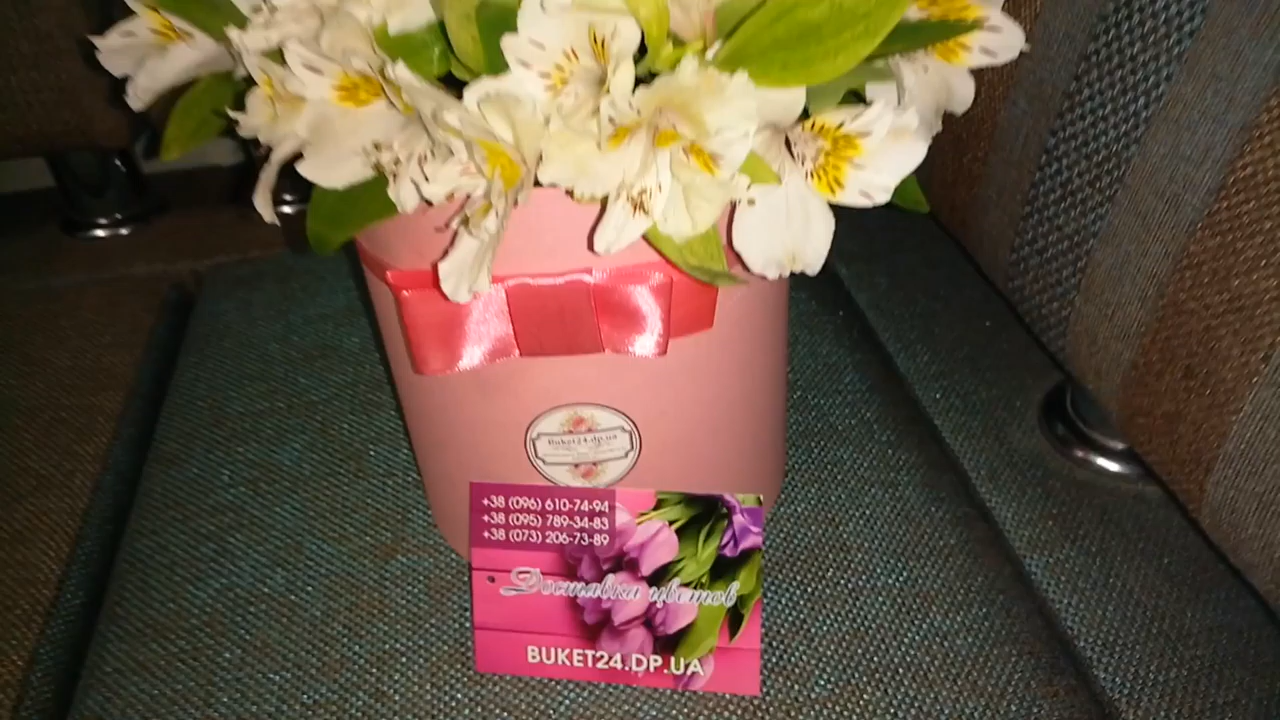 Buket24.dp.ua
+38 (096) 610-74-94
+38 (095) 789-34-83
+38 (073) 206-73-89
Доставка цветов
BUKET24.DP.UA